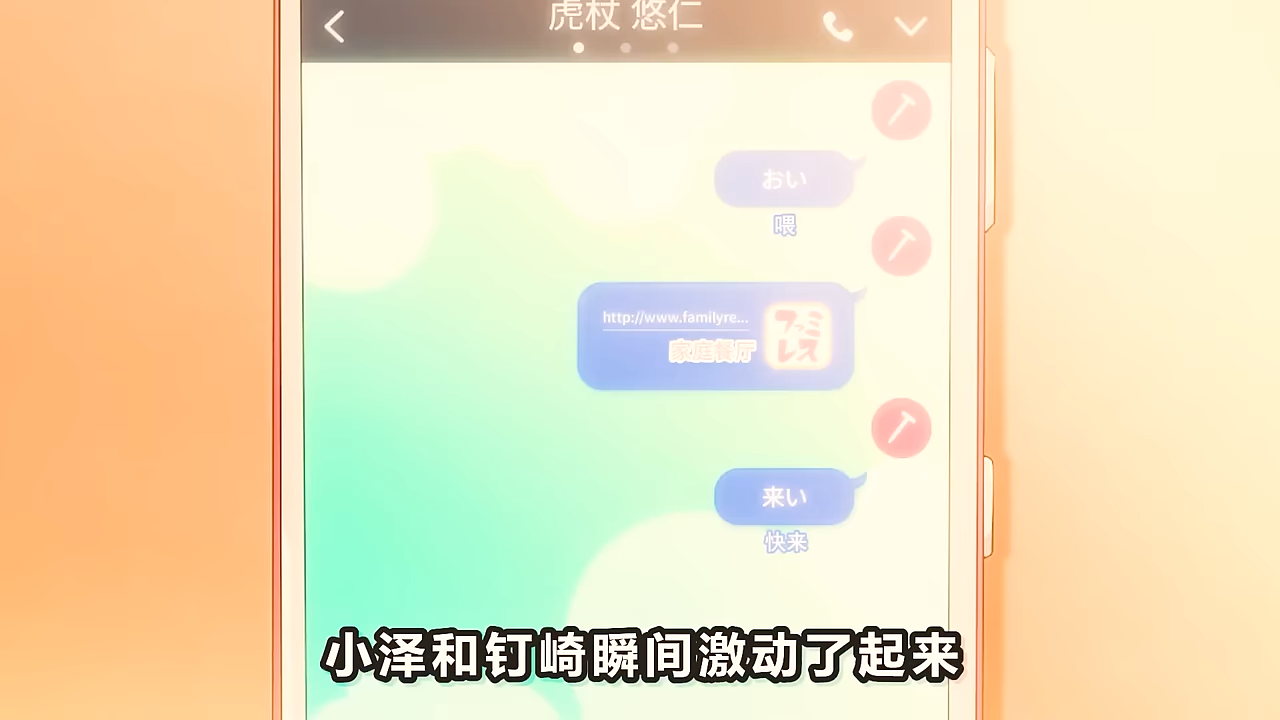 虎杖 悠仁
おい
喂
http://www.familyre...
家庭餐厅
ファミ
レス
来い
快来
小泽和钉崎瞬间激动了起来